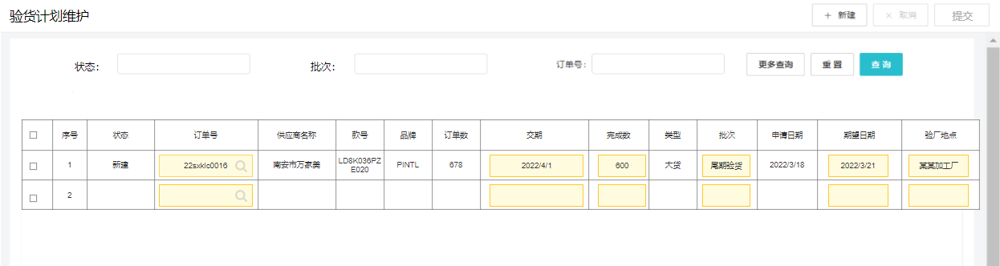 验货计划维护
+ 新建
× 取消
提交
状态：
批次：
订单号：
更多查询
重 置
查 询
序号 状态 订单号 供应商名称 款号 品牌 订单数 交期 完成数 类型 批次 申请日期 期望日期 验厂地点
1 新建 22sxklc0016 南安市万家美 LD8K036PZ PINTL 678 2022/4/1 600 大货 尾期验货 2022/3/18 2022/3/21 某某加工厂
E020
2